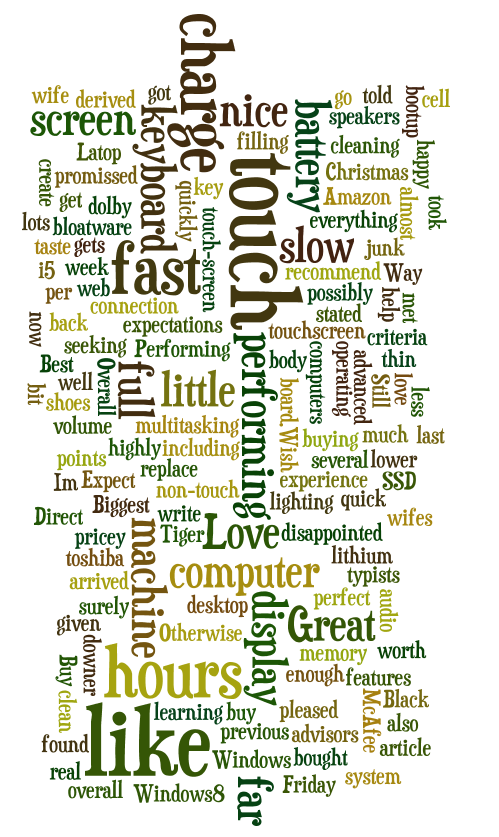 charge
wife
derived
got
nice
battery
go
told
bootup
cell
screen
keyboard
filling
speakers
Latop
touch
cleaning
happy
create
promissed
quickly
key
Christmas
get
dolby
Amazon
almost
took
lots
bloatware
touch-screen
everything
taste
gets
slow
junk
i5
week
fast
recommend
Way
per
web
possibly
help
met
connection
stated
now
back
expectations
touchscreen
criteria
seeking
Performing
performing
body
computers
operating
advanced
thin
Best
Overall
full
well
little
board
Still
love
less
bit
shoes
volume
multitasking
Wish
buying
much
last
highly
including
several
lower
points
replace
Im
Expect
non-touch
experience
SSD
Biggest
lighting
quick
Direct
write
wifes
pricey
machine
Tiger
Love
disappointed
toshiba
lithium
arrived
computer
typists
surely
desktop
display
perfect
audio
given
downer
Otherwise
Great
memory
worth
hours
enough
features
Buy
clean
McAfee
Black
like
learning
buy
pleased
also
found
previous
advisors
article
real
Windows
bought
overall
Windows8
far
Friday
system